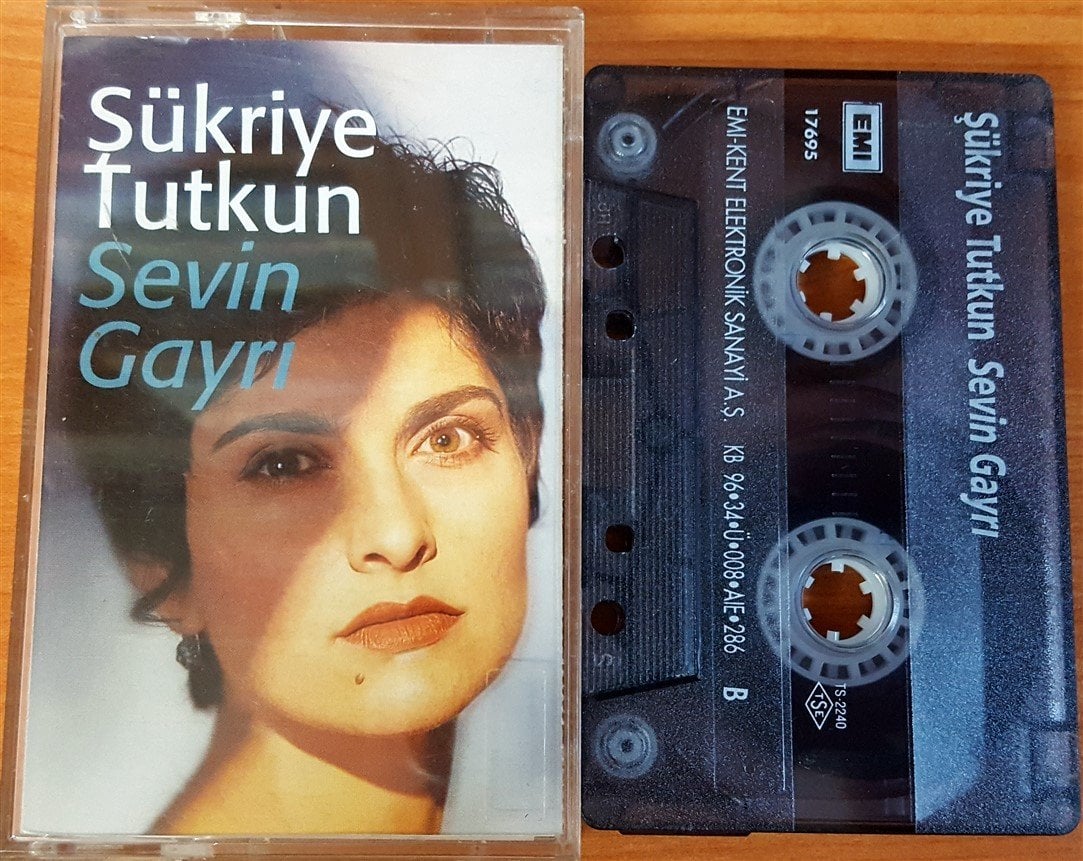 Şükriye
Tutkun
Sevin
Gayrı
Şükriye Tutkun Sevin Gayrı
EMI
17695
EMI-KENT ELEKTRONİK SANAYİ A.Ş. KB 96•34•Ü•008•AİE•286 B
TS-2240
TSE